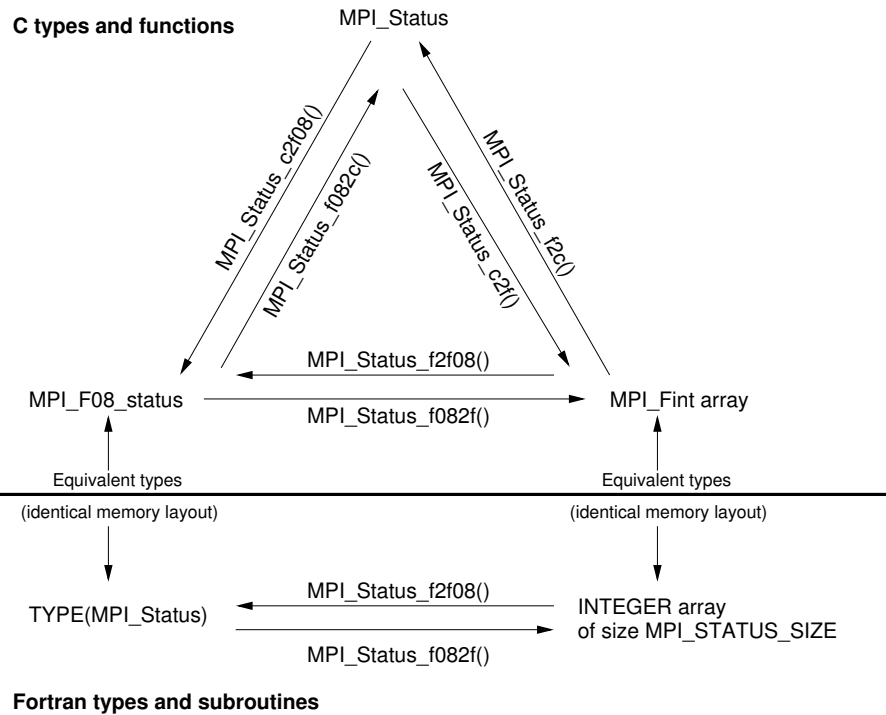 C types and functions
MPI_Status
MPI_Status_c2f08()
MPI_Status_f082c()
MPI_Status_c2f()
MPI_Status_f2c()
MPI_Status_f2f08()
MPI_F08_status
MPI_Fint array
MPI_Status_f082f()
Equivalent types
Equivalent types
(identical memory layout)
(identical memory layout)
MPI_Status_f2f08()
TYPE(MPI_Status)
INTEGER array
of size MPI_STATUS_SIZE
MPI_Status_f082f()
Fortran types and subroutines